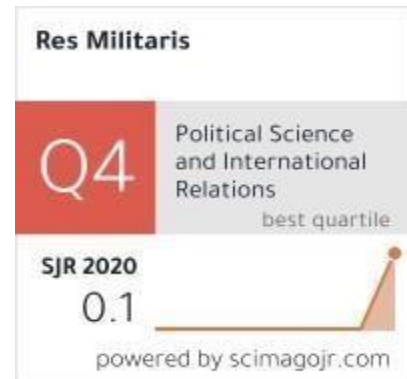 Res Militaris
Q4
Political Science
and International
Relations
best quartile
SJR 2020
0.1
powered by scimagojr.com